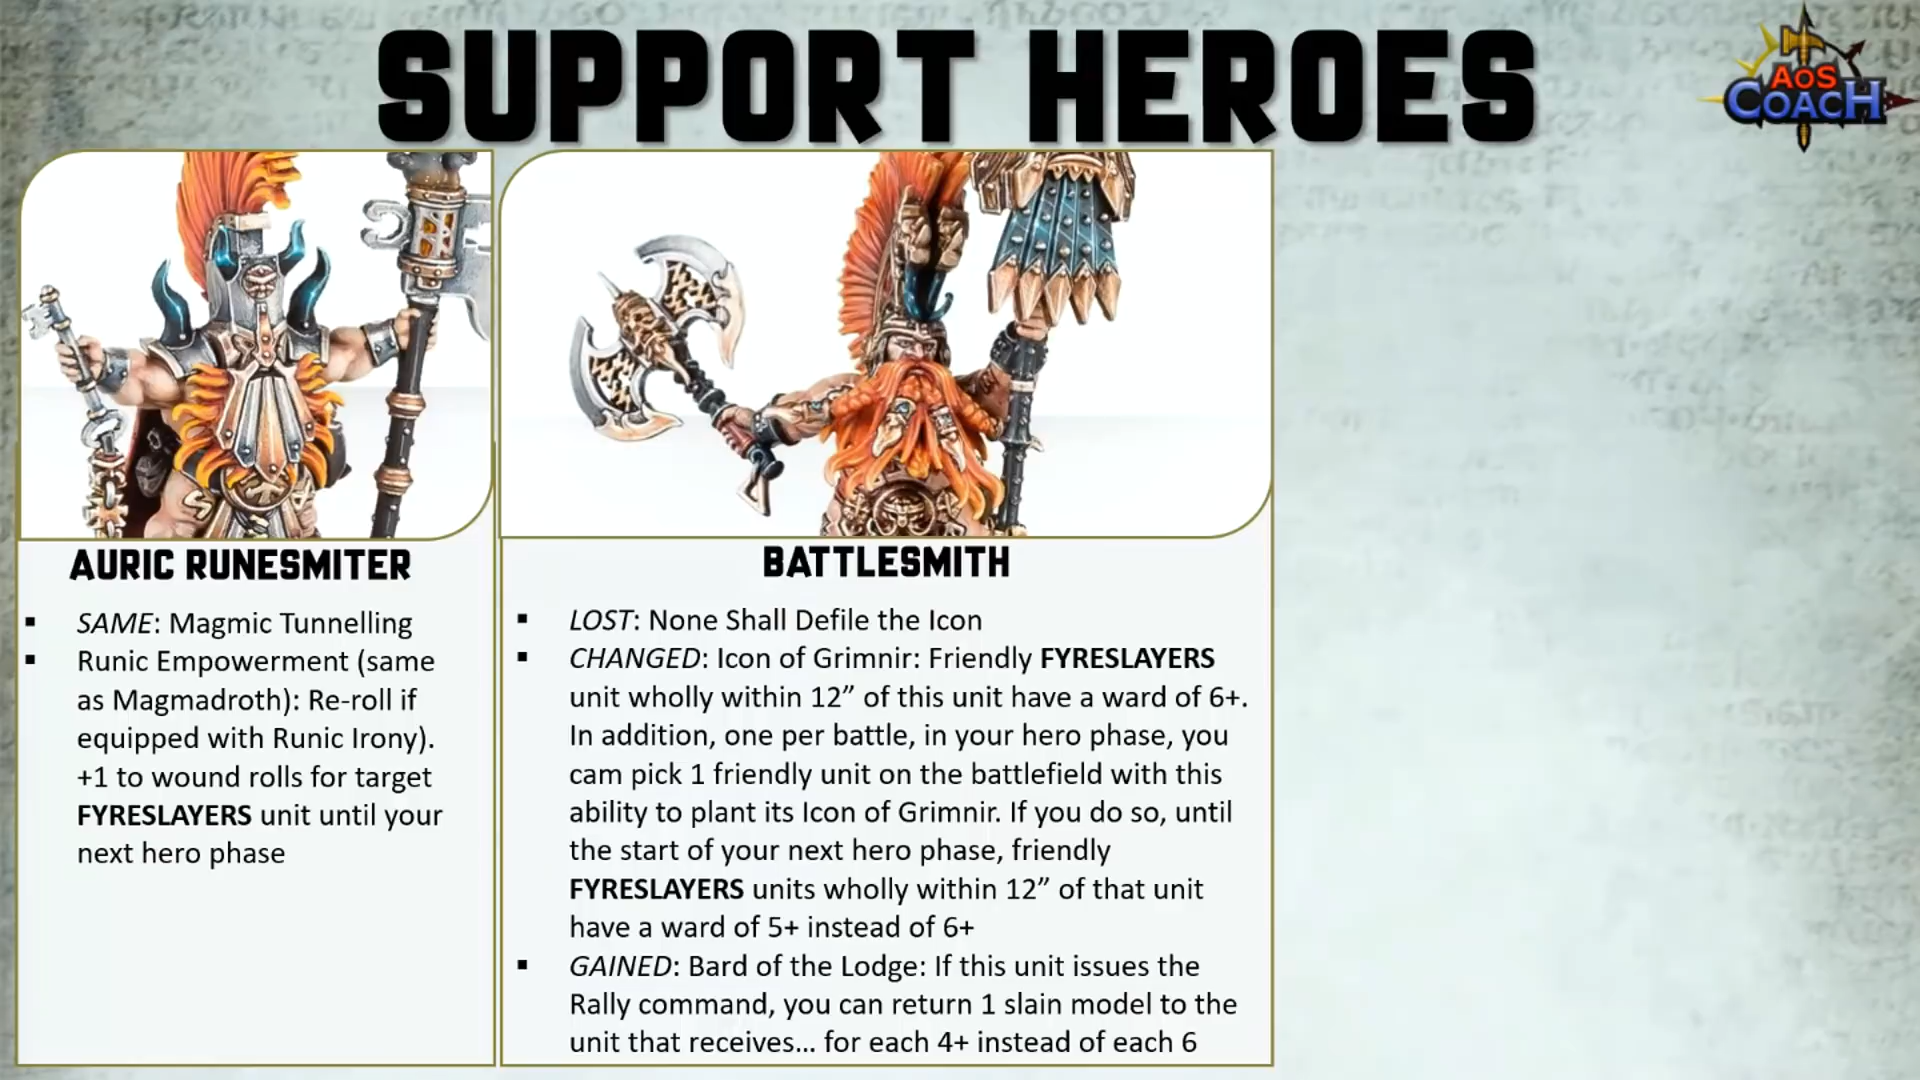 SUPPORT HEROES
AoS
COACH
AURIC RUNESMITER
▪ SAME: Magmic Tunnelling
▪ Runic Empowerment (same
as Magmadroth): Re-roll if
equipped with Runic Irony).
+1 to wound rolls for target
FYRESLAYERS unit until your
next hero phase
BATTLESMITH
▪ LOST: None Shall Defile the Icon
▪ CHANGED: Icon of Grimnir: Friendly FYRESLAYERS
unit wholly within 12” of this unit have a ward of 6+.
In addition, one per battle, in your hero phase, you
cam pick 1 friendly unit on the battlefield with this
ability to plant its Icon of Grimnir. If you do so, until
the start of your next hero phase, friendly
FYRESLAYERS units wholly within 12” of that unit
have a ward of 5+ instead of 6+
▪ GAINED: Bard of the Lodge: If this unit issues the
Rally command, you can return 1 slain model to the
unit that receives... for each 4+ instead of each 6